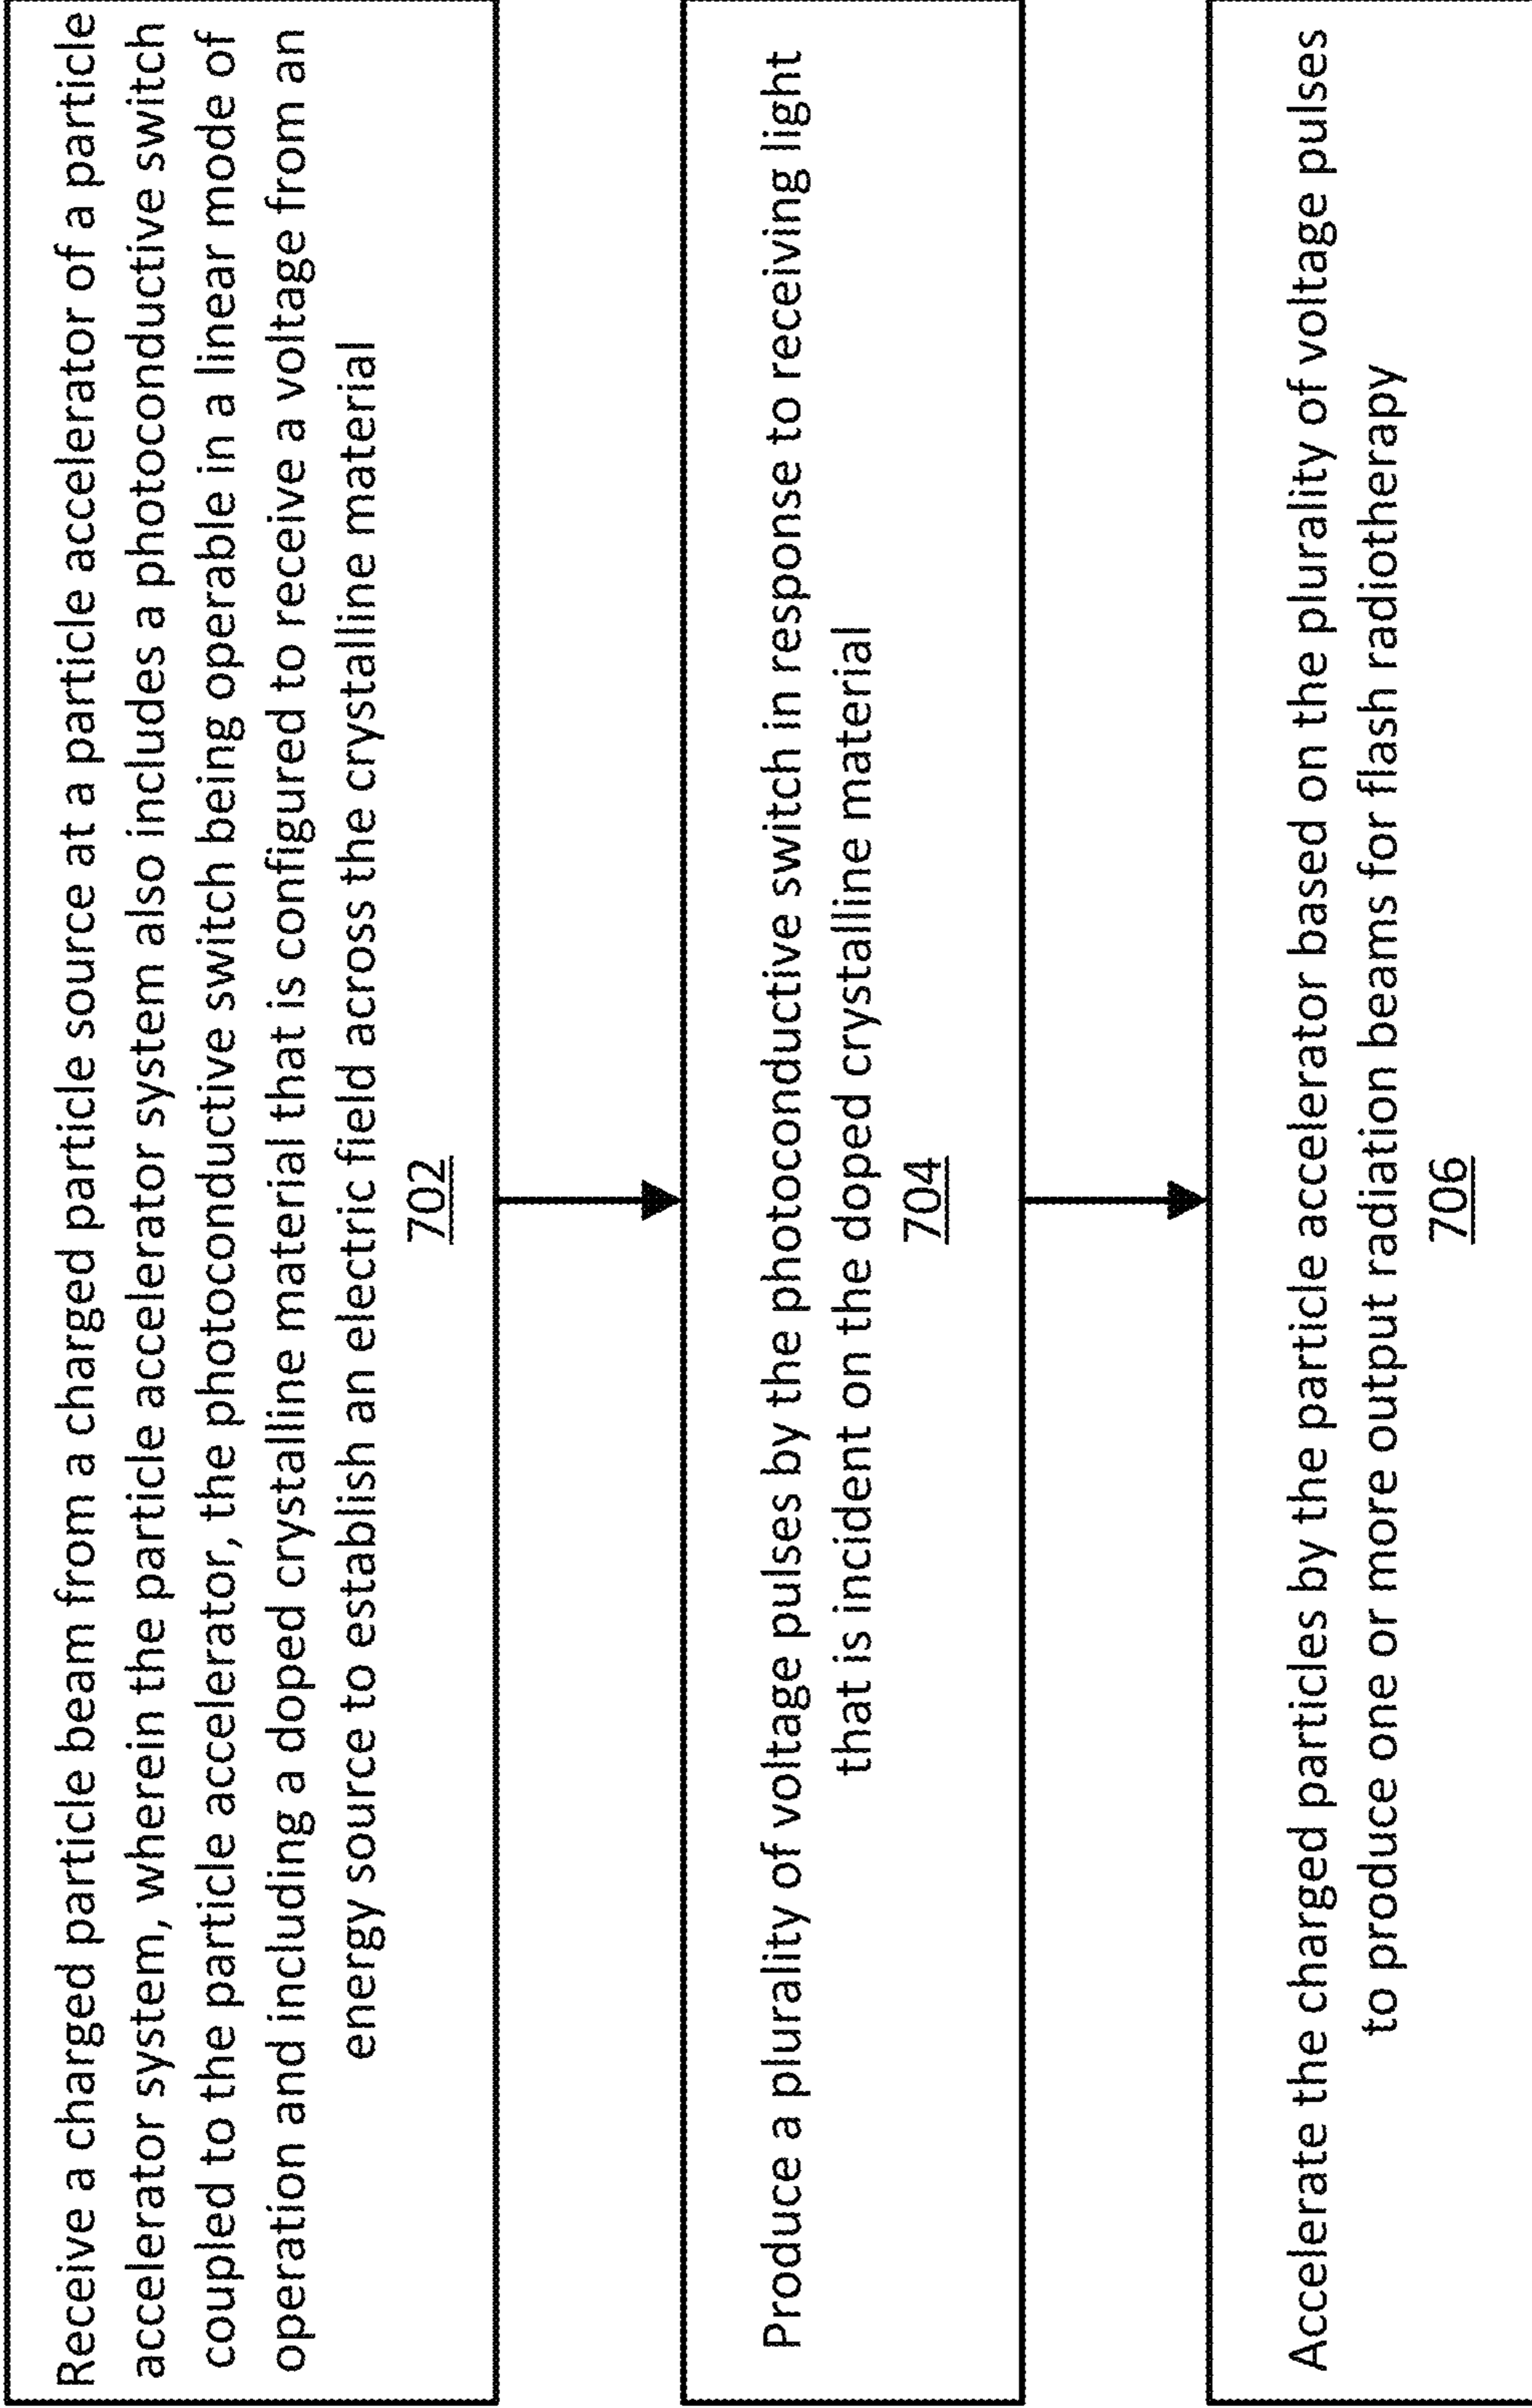 Receive a charged particle beam from a charged particle source at a particle accelerator of a particle
accelerator system, wherein the particle accelerator system also includes a photoconductive switch
coupled to the particle accelerator, the photoconductive switch being operable in a linear mode of
operation and including a doped crystalline material that is configured to receive a voltage from an
energy source to establish an electric field across the crystalline material
702
Produce a plurality of voltage pulses by the photoconductive switch in response to receiving light
that is incident on the doped crystalline material
704
Accelerate the charged particles by the particle accelerator based on the plurality of voltage pulses
to produce one or more output radiation beams for flash radiotherapy
706